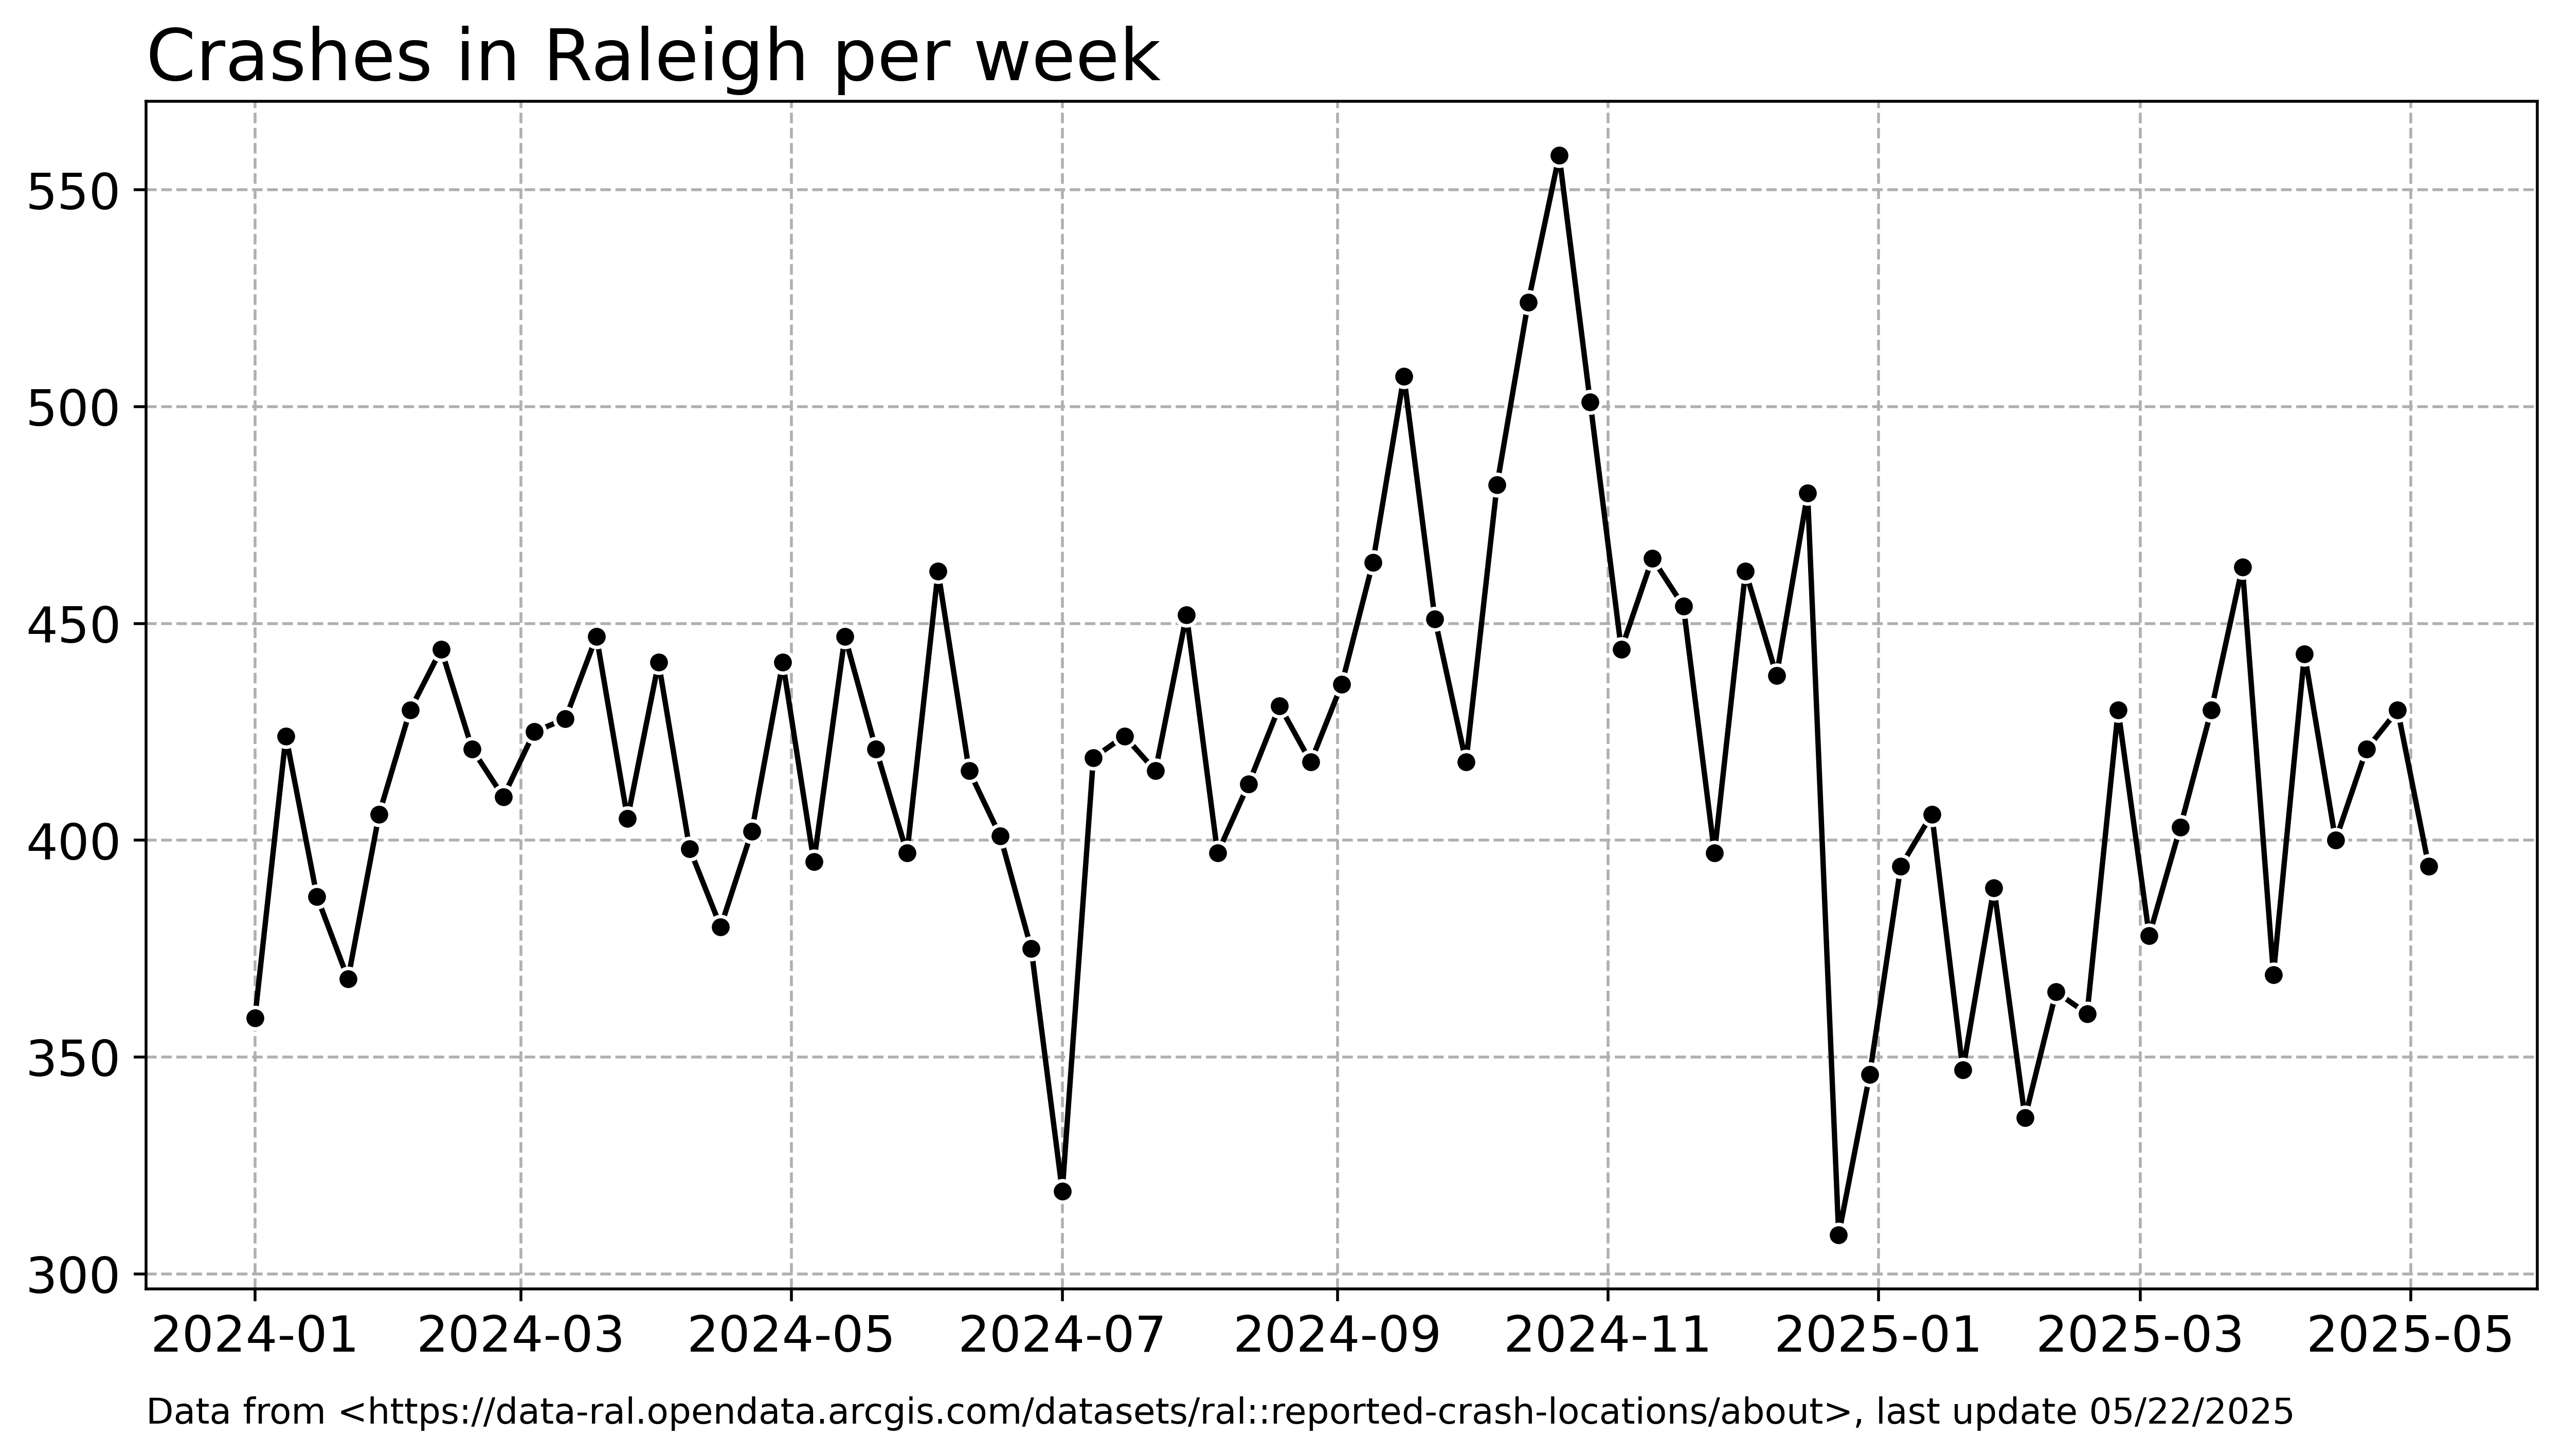 Crashes in Raleigh per week
550
500
450
400
350
300
2024-01 2024-03 2024-05 2024-07 2024-09 2024-11 2025-01 2025-03 2025-05
Data from <https://data-ral.opendata.arcgis.com/datasets/ral::reported-crash-locations/about>, last update 05/22/2025